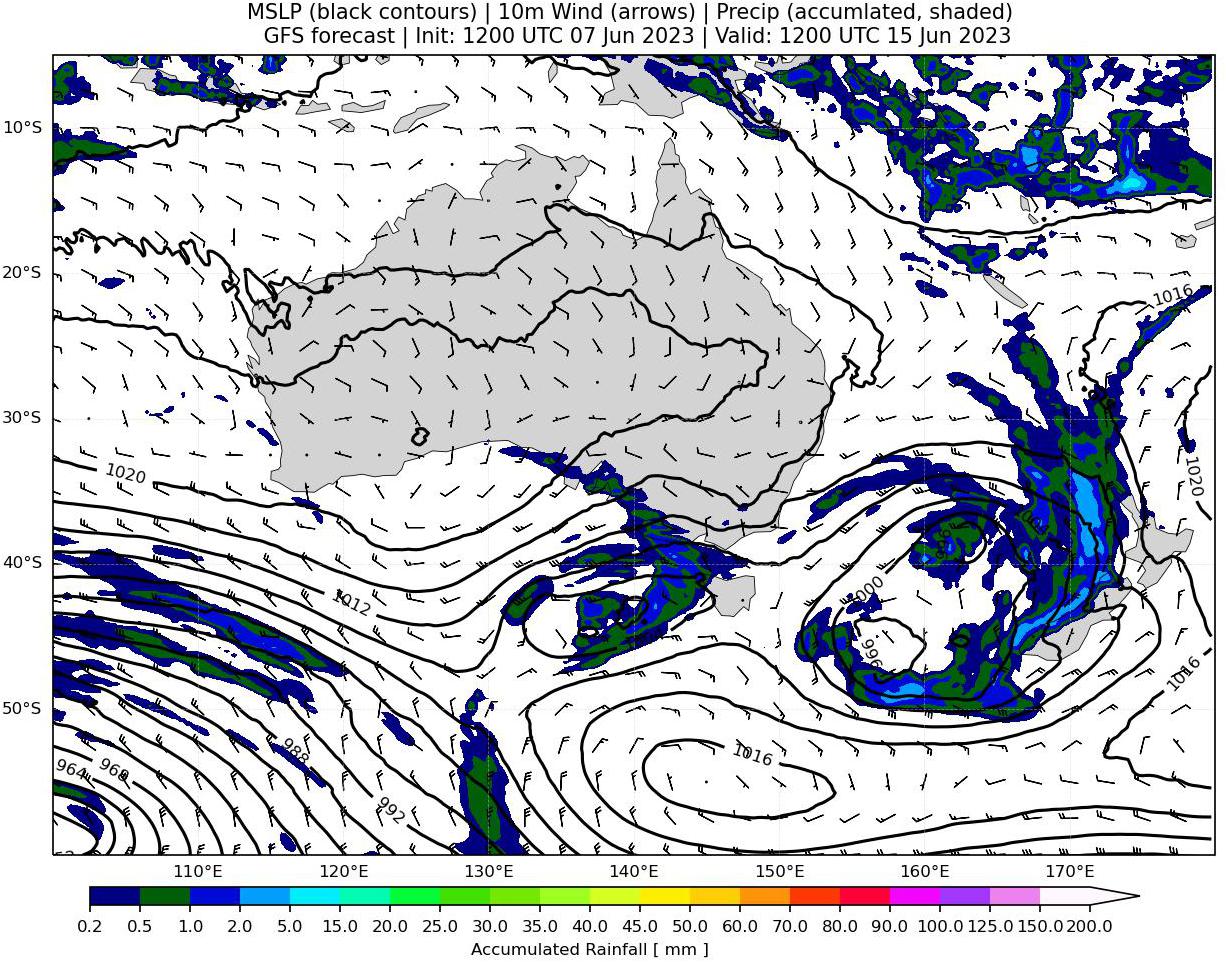 MSLP (black contours) | 10m Wind (arrows) | Precip (accumlated, shaded)
GFS forecast | Init: 1200 UTC 07 Jun 2023 | Valid: 1200 UTC 15 Jun 2023
10°S
20°S
1016
30°S
1020
1020
996
40°S
1012
1000
996
1016
50°S
988
1016
964
968
992
110°E 120°E 130°E 140°E 150°E 160°E 170°E
0.2 0.5 1.0 2.0 5.0 15.0 20.0 25.0 30.0 35.0 40.0 45.0 50.0 60.0 70.0 80.0 90.0 100.0 125.0 150.0 200.0
Accumulated Rainfall [ mm ]